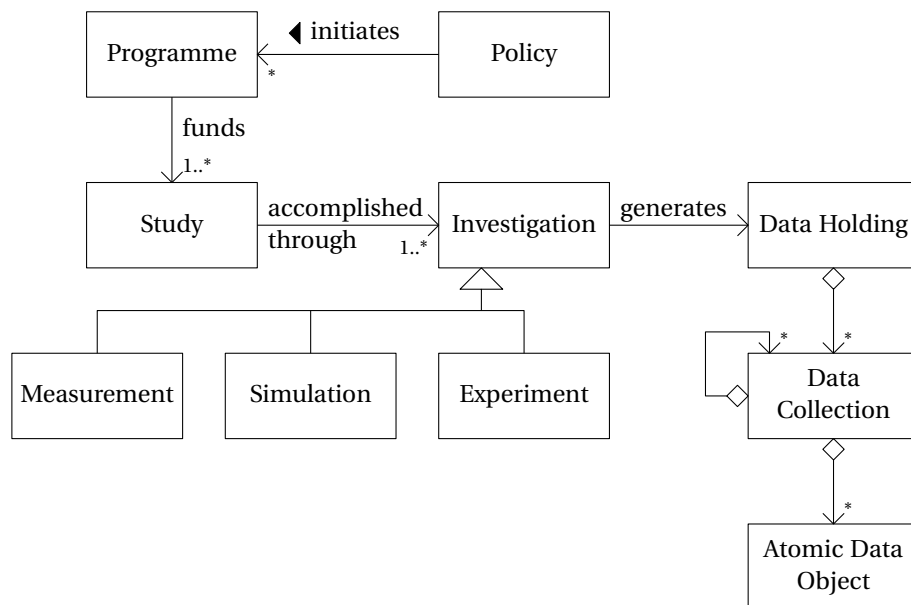 Programme
initiates
Policy
*
funds
1..*
Study
accomplished
through
1..*
Investigation
generates
Data Holding
*
*
Measurement
Simulation
Experiment
Data
Collection
*
Atomic Data
Object